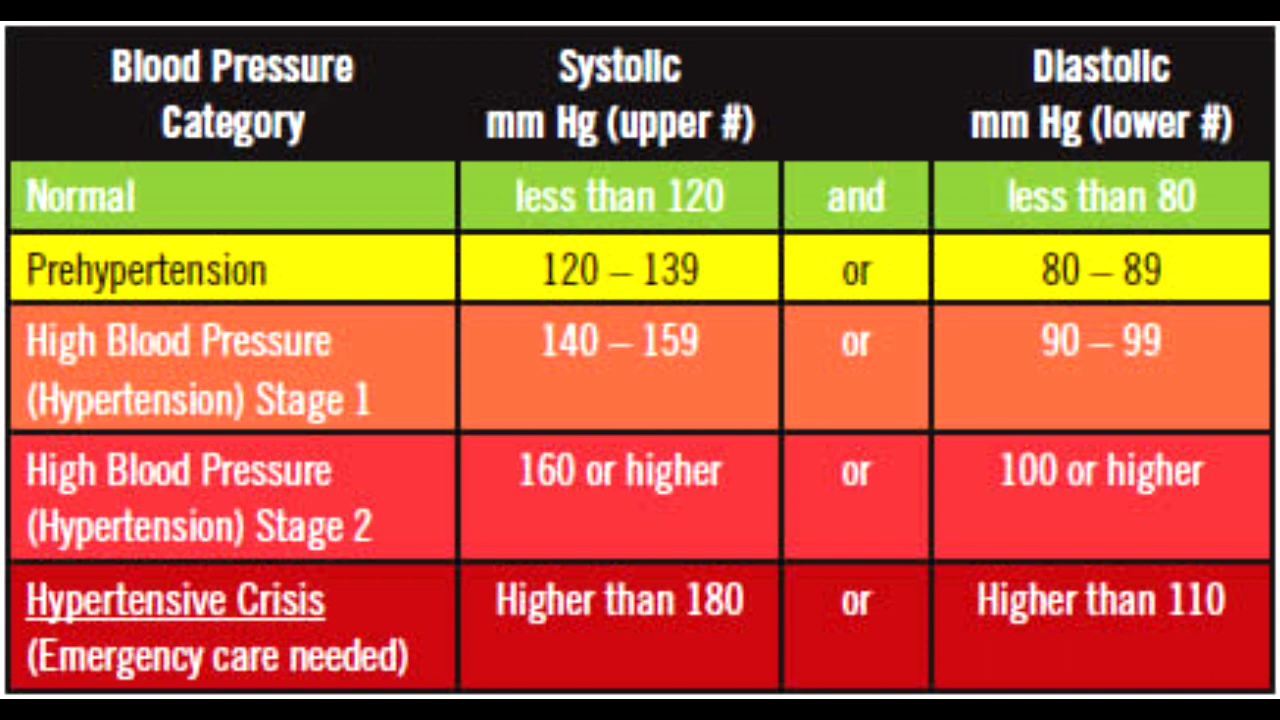 Blood Pressure Category Systolic mm Hg (upper #) Diastolic mm Hg (lower #)
Normal less than 120 and less than 80
Prehypertension 120 – 139 or 80 – 89
High Blood Pressure 140 – 159 or 90 – 99
(Hypertension) Stage 1
High Blood Pressure 160 or higher or 100 or higher
(Hypertension) Stage 2
Hypertensive Crisis Higher than 180 or Higher than 110
(Emergency care needed)